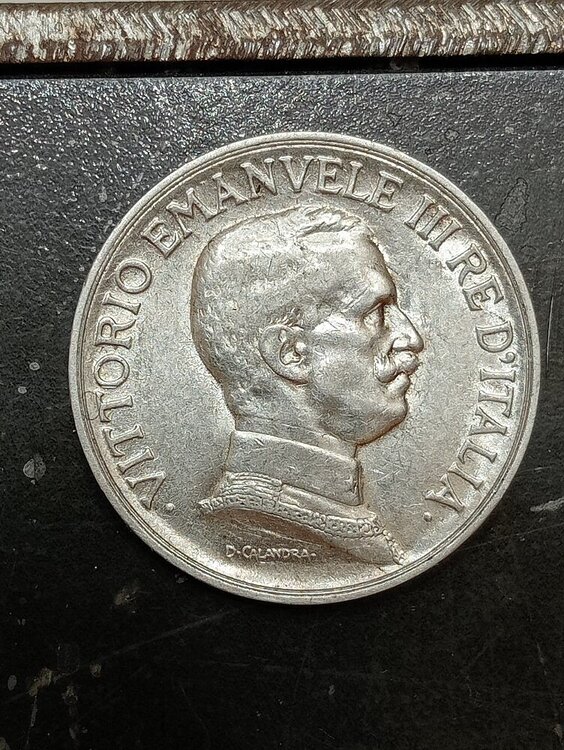 · VITTORIO EMANVELE III RE D'ITALIA ·
D·CALANDRA·